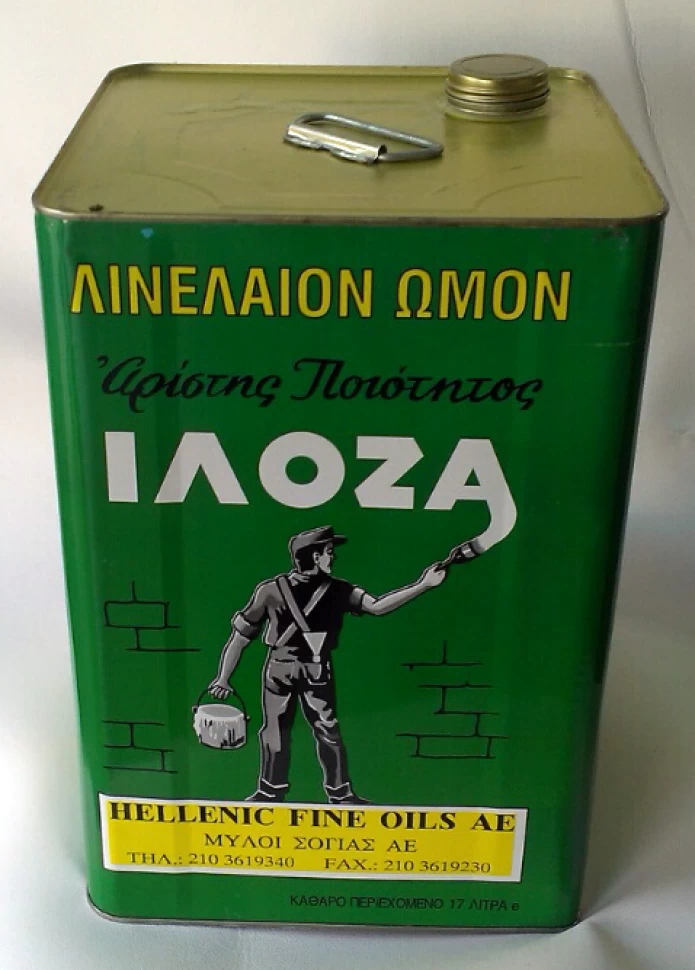 ΛΙΝΕΛΑΙΟΝ ΩΜΟΝ
Ἀρίστης Ποιότητος
ΙΛΟΖΑ
HELLENIC FINE OILS AE
ΜΥΛΟΙ ΣΟΓΙΑΣ ΑΕ
ΤΗΛ.: 210 3619340 FAX.: 210 3619230
ΚΑΘΑΡΟ ΠΕΡΙΕΧΟΜΕΝΟ 17 ΛΙΤΡΑ e